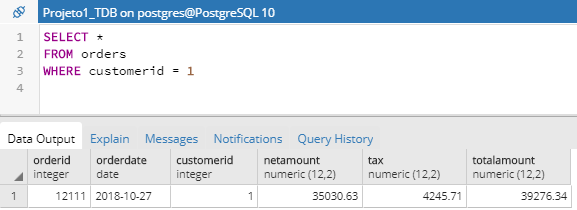 Projeto1_TDB on postgres@PostgreSQL 10
1 SELECT *
2 FROM orders
3 WHERE customerid = 1
4
Data Output Explain Messages Notifications Query History
orderid orderdate customerid netamount tax totalamount
integer date integer numeric (12,2) numeric (12,2) numeric (12,2)
1 12111 2018-10-27 1 35030.63 4245.71 39276.34